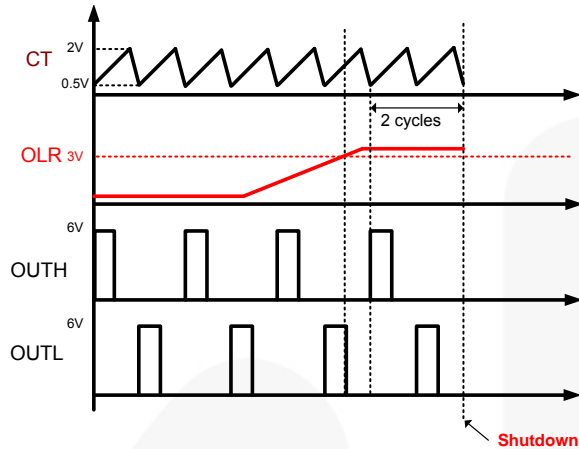 2V
CT
0.5V
2 cycles
OLR 3V
6V
OUTH
6V
OUTL
Shutdown